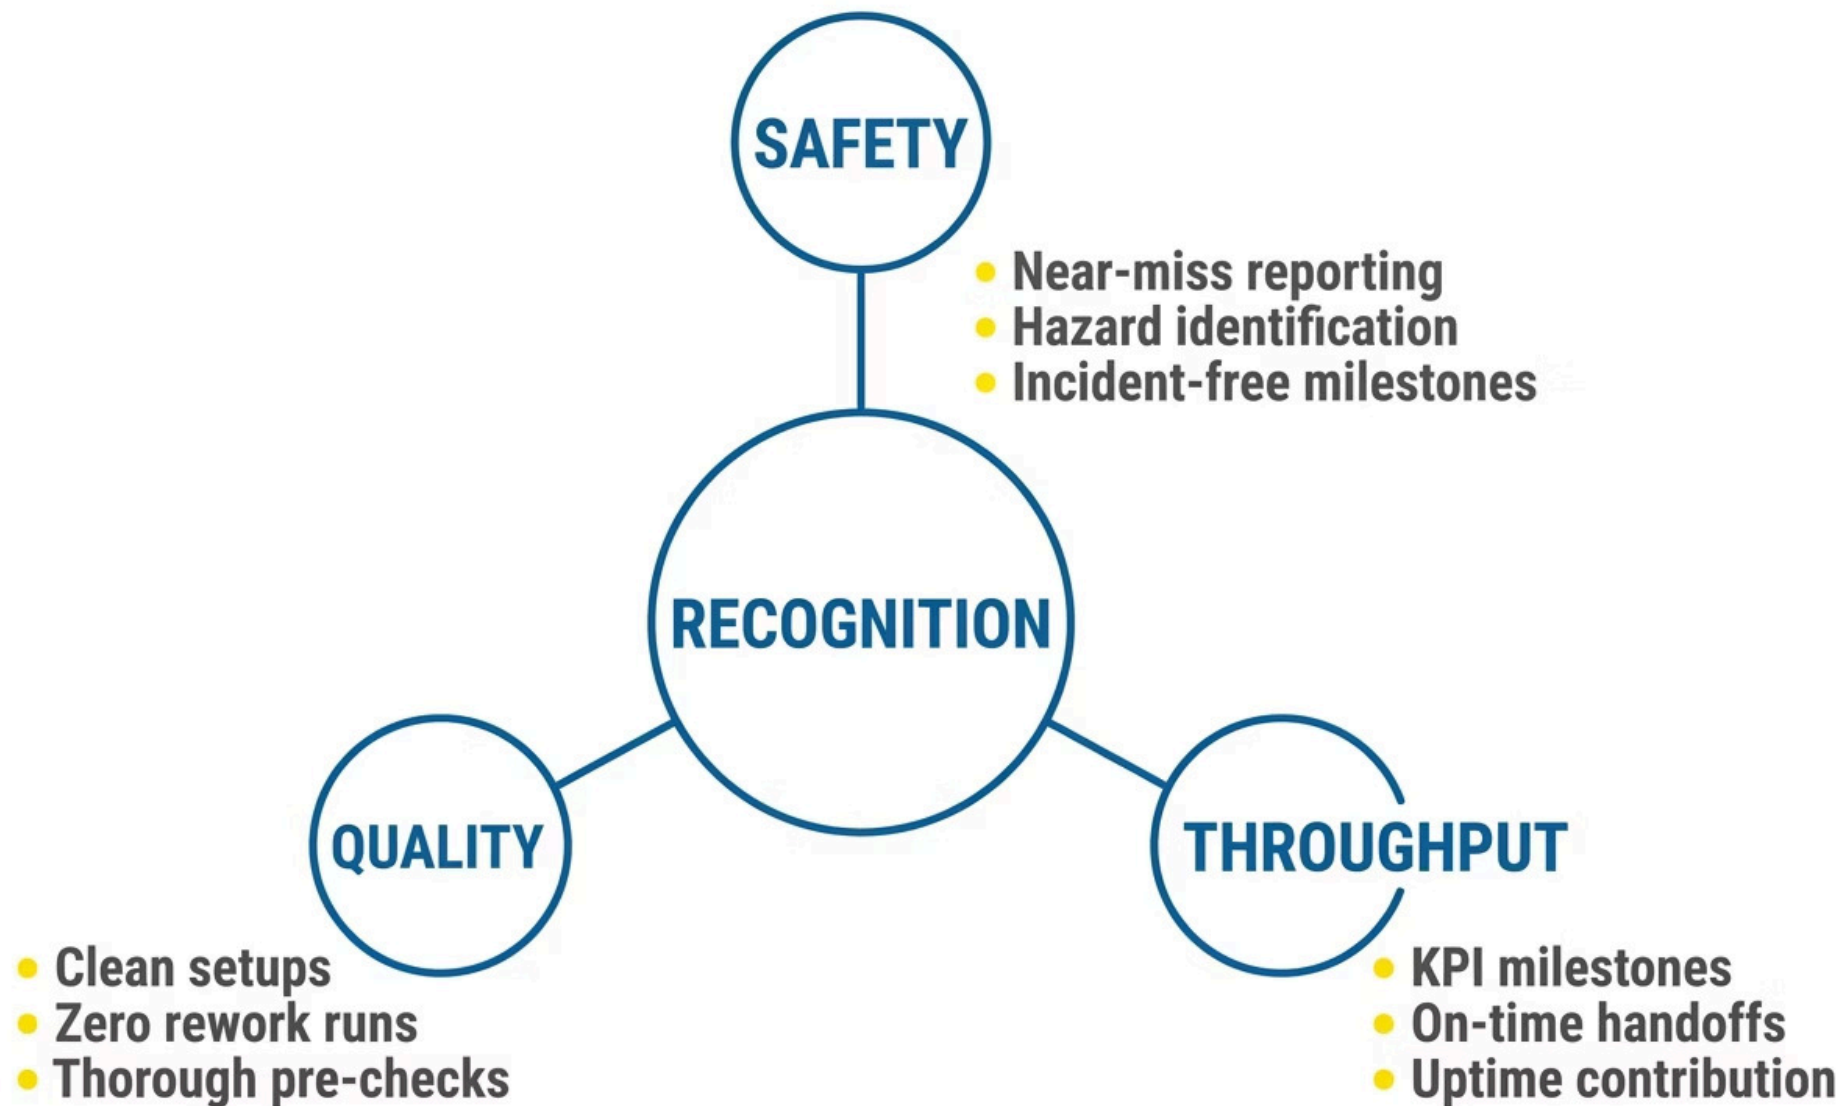 SAFETY
• Near-miss reporting
• Hazard identification
• Incident-free milestones
RECOGNITION
QUALITY
• Clean setups
• Zero rework runs
• Thorough pre-checks
THROUGHPUT
• KPI milestones
• On-time handoffs
• Uptime contribution